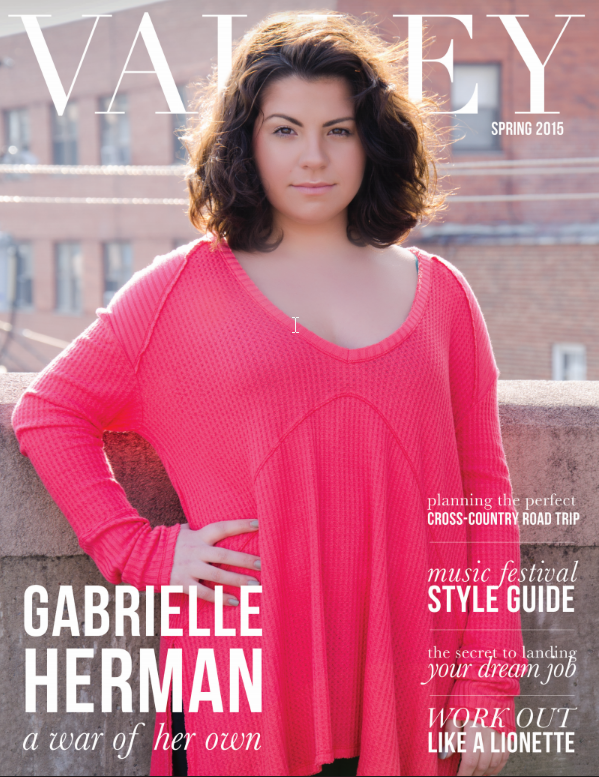 VALLEY
SPRING 2015
planning the perfect
CROSS-COUNTRY ROAD TRIP
music festival
STYLE GUIDE
the secret to landing
your dream job
WORK OUT
LIKE A LIONETTE
GABRIELLE
HERMAN
a war of her own